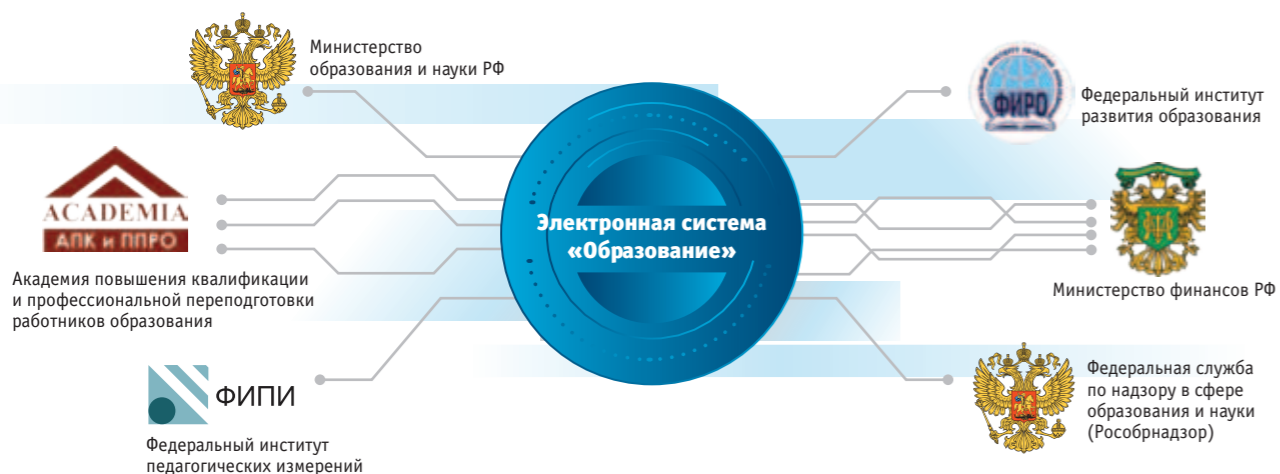 Министерство
образования и науки РФ
ФИРО
Федеральный институт
развития образования
ACADEMIA
АПК и ППРО
Электронная система
«Образование»
Академия повышения квалификации
и профессиональной переподготовки
работников образования
Министерство финансов РФ
ФИПИ
Федеральный институт
педагогических измерений
Федеральная служба
по надзору в сфере
образования и науки
(Рособрнадзор)